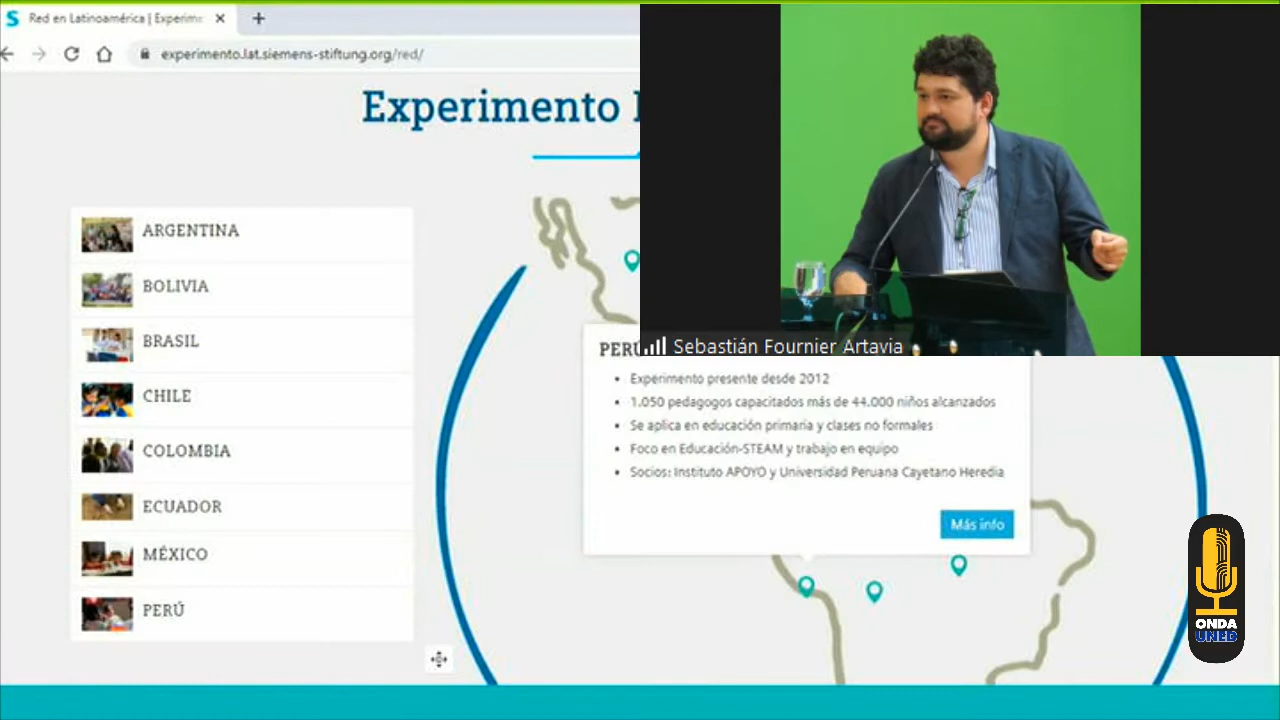 Red en Latinoamérica | Experime
experimento.lat.siemens-stiftung.org/red/
Experimento
ARGENTINA
BOLIVIA
BRASIL
CHILE
COLOMBIA
ECUADOR
MÉXICO
PERÚ
Sebastián Fournier Artavia
PERÚ
Experimento presente desde 2012
1.050 pedagogos capacitados más de 44.000 niños alcanzados
Se aplica en educación primaria y clases no formales
Foco en Educación-STEAM y trabajo en equipo
Socios: Instituto APOYO y Universidad Peruana Cayetano Heredia
Más info
ONDA
UNED